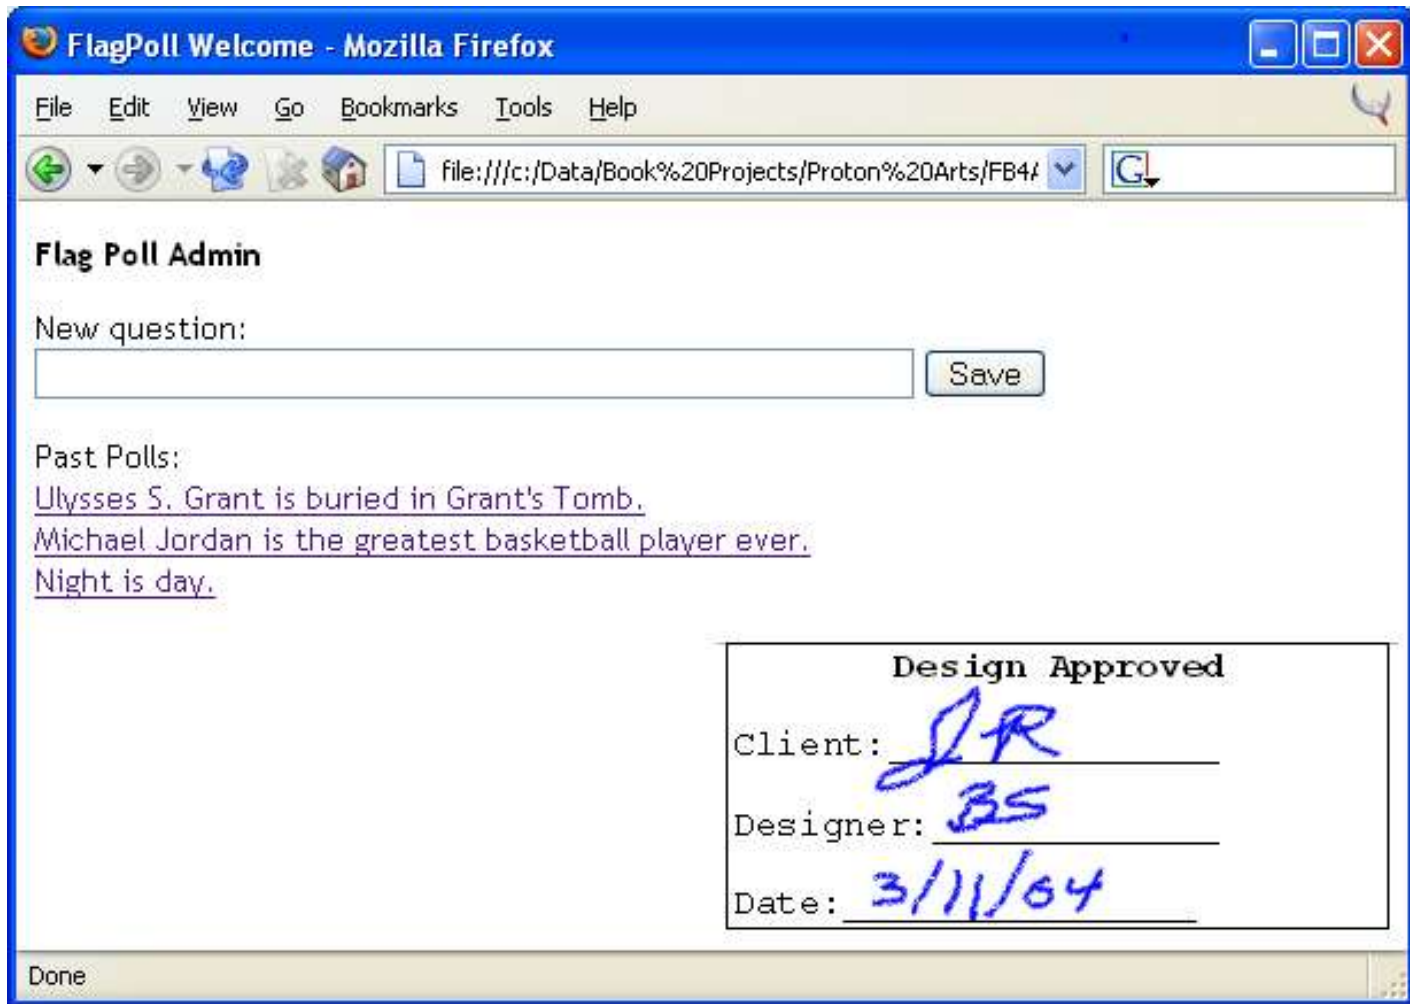 FlagPoll Welcome - Mozilla Firefox
File Edit View Go Bookmarks Tools Help
file:///c:/Data/Book%20Projects/Proton%20Arts/FB4/ G
Flag Poll Admin
New question:
Save
Past Polls:
Ulysses S. Grant is buried in Grant's Tomb.
Michael Jordan is the greatest basketball player ever.
Night is day.
Design Approved
Client: JR
Designer: BS
Date: 3/11/04
Done